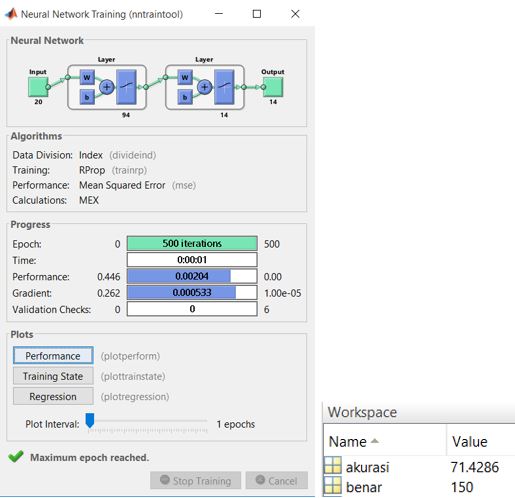 Neural Network Training (nntraintool)
Neural Network
Layer Layer
Input Output
W W
b b
20 94 14 14
Algorithms
Data Division: Index (divideind)
Training: RProp (trainrp)
Performance: Mean Squared Error (mse)
Calculations: MEX
Progress
Epoch: 0 500 iterations 500
Time: 0:00:01
Performance: 0.446 0.00204 0.00
Gradient: 0.262 0.000533 1.00e-05
Validation Checks: 0 0 6
Plots
Performance (plotperform)
Training State (plottrainstate)
Regression (plotregression)
Plot Interval: 1 epochs
Maximum epoch reached.
Stop Training Cancel
Workspace
Name Value
akurasi 71.4286
benar 150